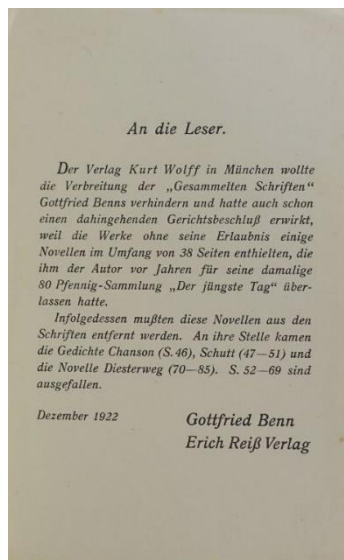 An die Leser.
Der Verlag Kurt Wolff in München wollte
die Verbreitung der „Gesammelten Schriften“
Gottfried Benns verhindern und hatte auch schon
einen dahingehenden Gerichtsbeschluß erwirkt,
weil die Werke ohne seine Erlaubnis einige
Novellen im Umfang von 38 Seiten enthielten, die
ihm der Autor vor Jahren für seine damalige
80 Pfennig-Sammlung „Der jüngste Tag“ über-
lassen hatte.
Infolgedessen mußten diese Novellen aus den
Schriften entfernt werden. An ihre Stelle kamen
die Gedichte Chanson (S. 46), Schutt (47—51) und
die Novelle Diesterweg (70—85). S. 52—69 sind
ausgefallen.
Dezember 1922
Gottfried Benn
Erich Reiß Verlag